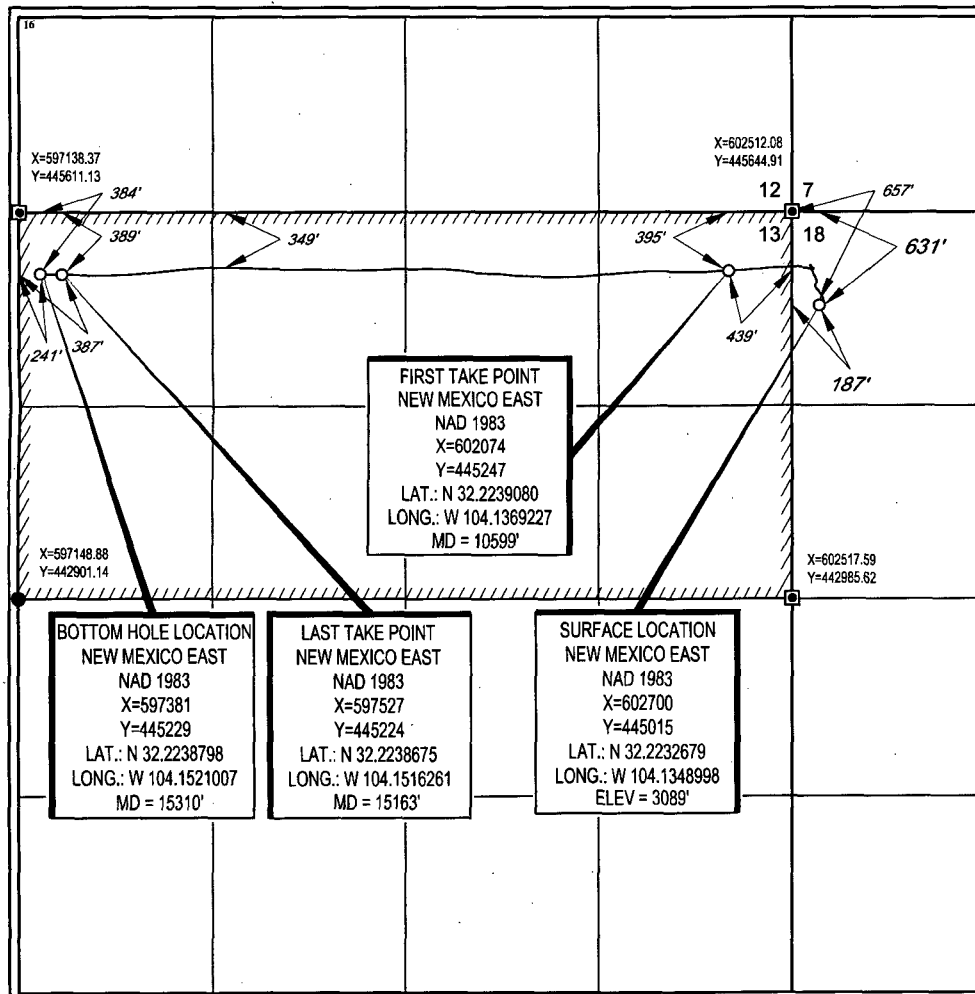 16
X=597138.37
Y=445611.13
X=602512.08
Y=445644.91
384'
389'
349'
395'
12 7
13 18
657'
631'
241'
387'
439'
187'
FIRST TAKE POINT
NEW MEXICO EAST
NAD 1983
X=602074
Y=445247
LAT.: N 32.2239080
LONG.: W 104.1369227
MD = 10599'
X=597148.88
Y=442901.14
X=602517.59
Y=442985.62
BOTTOM HOLE LOCATION
NEW MEXICO EAST
NAD 1983
X=597381
Y=445229
LAT.: N 32.2238798
LONG.: W 104.1521007
MD = 15310'
LAST TAKE POINT
NEW MEXICO EAST
NAD 1983
X=597527
Y=445224
LAT.: N 32.2238675
LONG.: W 104.1516261
MD = 15163'
SURFACE LOCATION
NEW MEXICO EAST
NAD 1983
X=602700
Y=445015
LAT.: N 32.2232679
LONG.: W 104.1348998
ELEV = 3089'